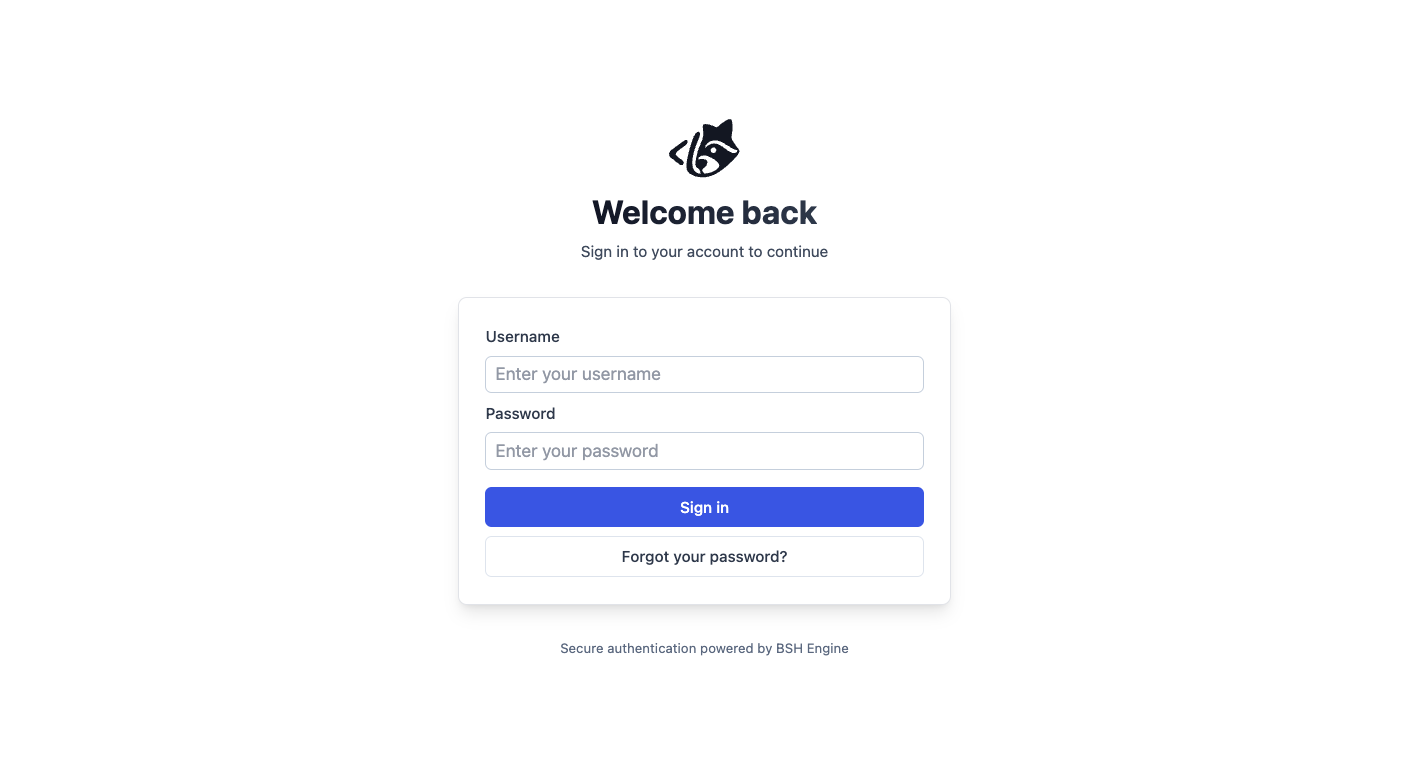 Welcome back
Sign in to your account to continue
Username
Enter your username
Password
Enter your password
Sign in
Forgot your password?
Secure authentication powered by BSH Engine